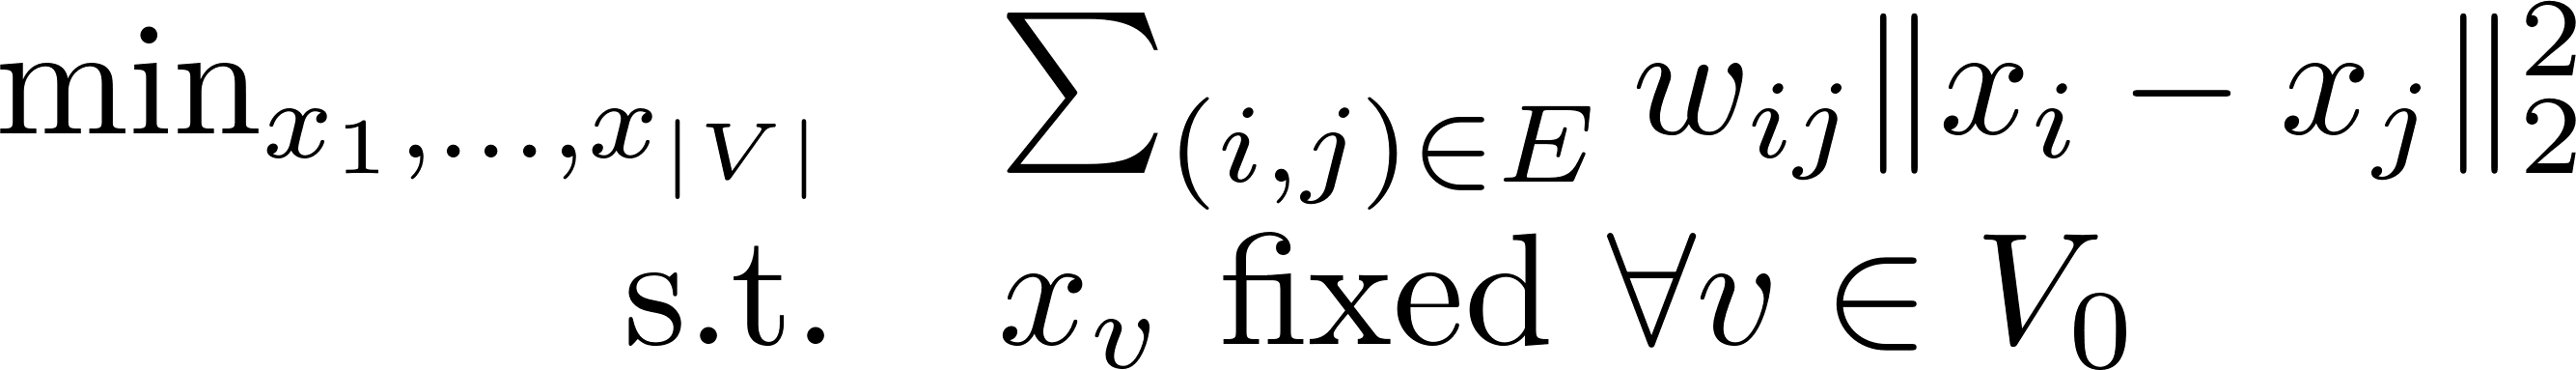 min_{x_1,...,x_{|V|}} ∑_{(i,j)∈E} w_{ij}‖x_i − x_j‖_2^2
s.t. x_v fixed ∀v ∈ V_0